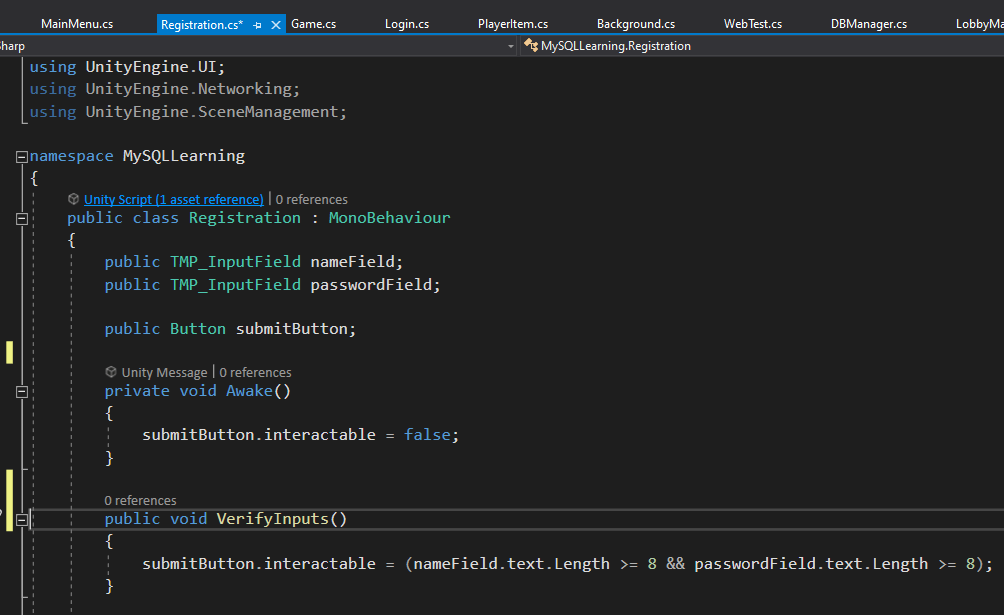 MainMenu.cs Registration.cs* Game.cs Login.cs PlayerItem.cs Background.cs WebTest.cs DBManager.cs LobbyMa
Sharp MySQLLearning.Registration
using UnityEngine.UI;
using UnityEngine.Networking;
using UnityEngine.SceneManagement;
namespace MySQLLearning
{
Unity Script (1 asset reference) | 0 references
public class Registration : MonoBehaviour
{
public TMP_InputField nameField;
public TMP_InputField passwordField;
public Button submitButton;
Unity Message | 0 references
private void Awake()
{
submitButton.interactable = false;
}
0 references
public void VerifyInputs()
{
submitButton.interactable = (nameField.text.Length >= 8 && passwordField.text.Length >= 8);
}